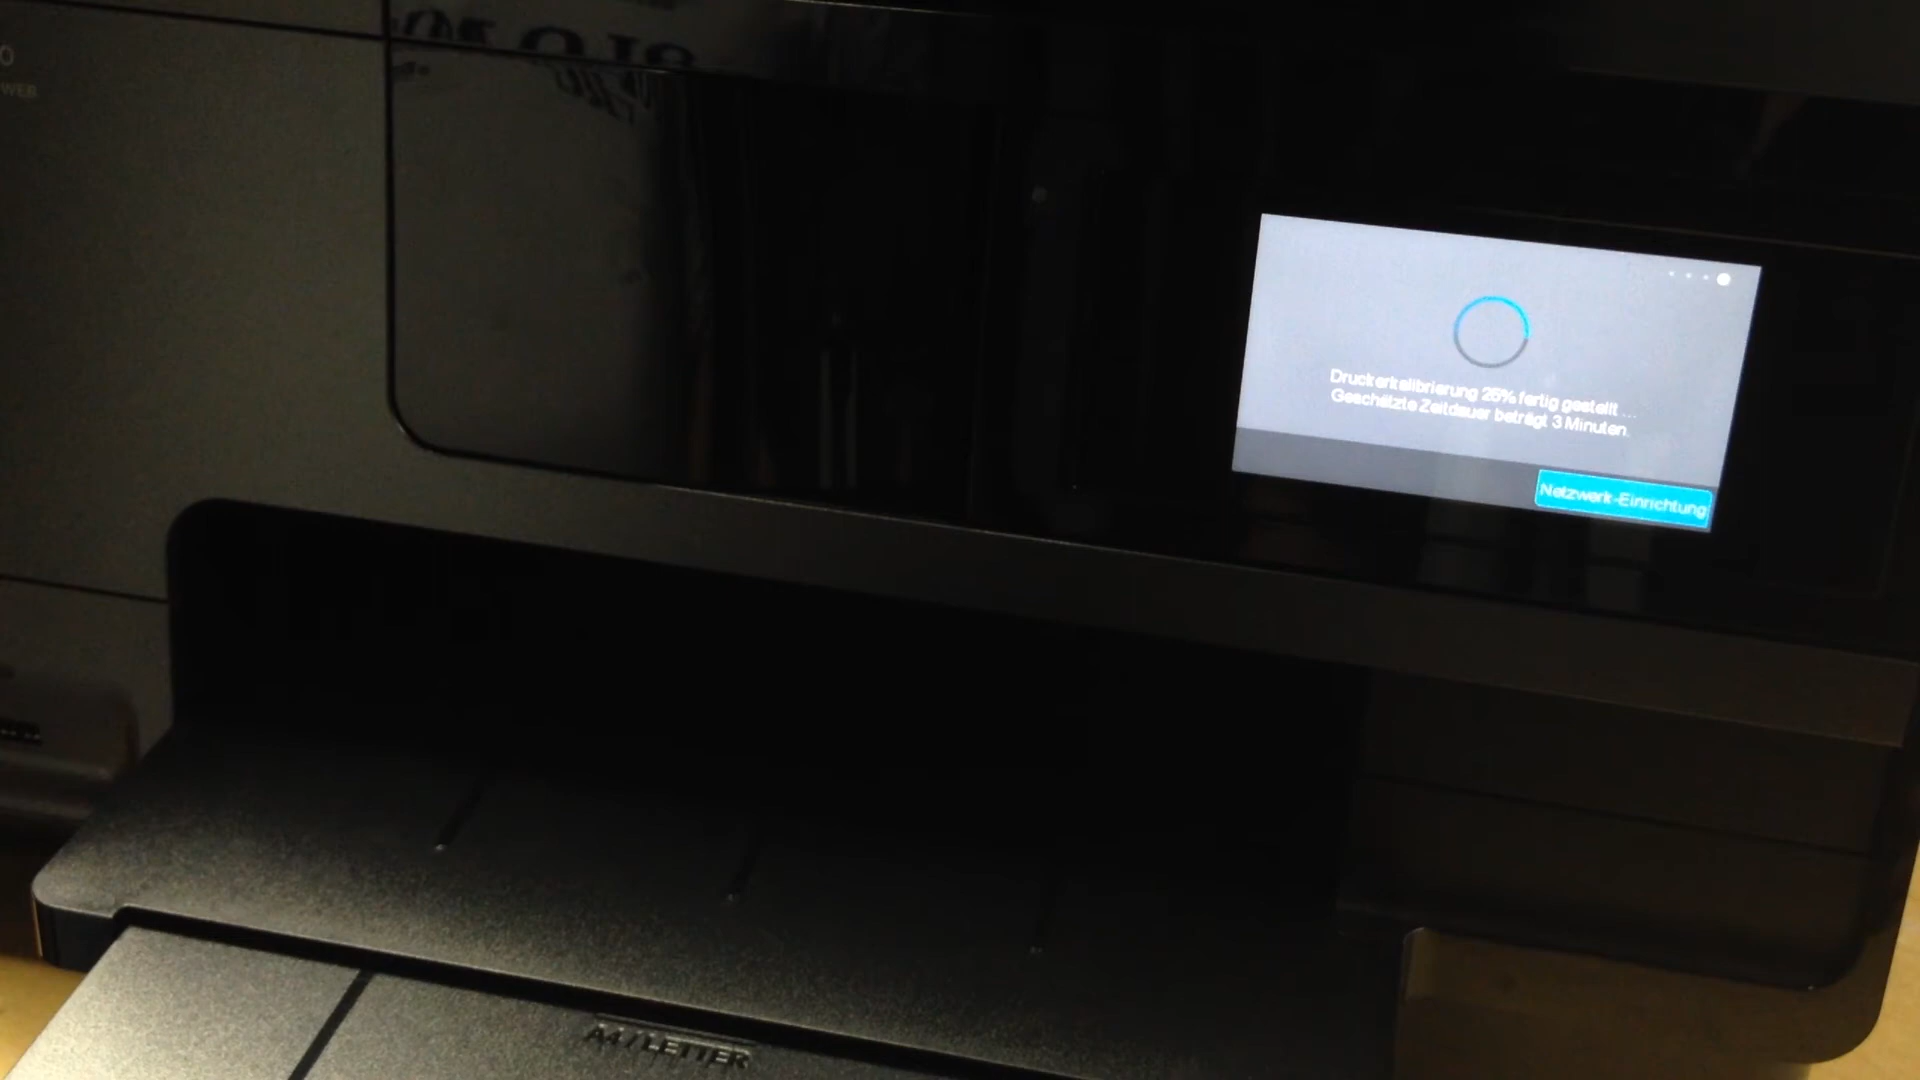 Druckerkalibrierung 25% fertig gestellt ...
Geschätzte Zeitdauer beträgt 3 Minuten
Netzwerk-Einrichtung
A4 / LETTER